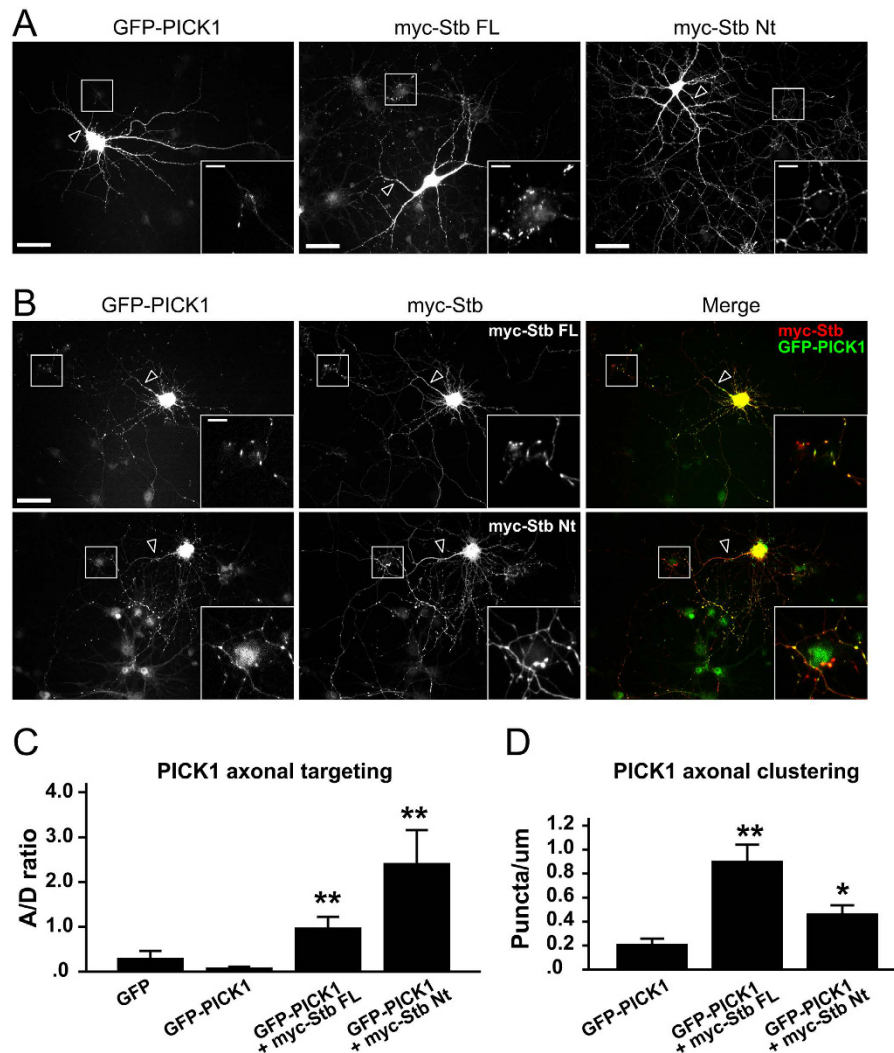 A
GFP-PICK1 myc-Stb FL myc-Stb Nt
B
GFP-PICK1 myc-Stb Merge
myc-Stb FL
myc-Stb
GFP-PICK1
myc-Stb Nt
C
PICK1 axonal targeting
A/D ratio
4.0
3.0
2.0
1.0
.0
**
**
GFP
GFP-PICK1
GFP-PICK1
+ myc-Stb FL
GFP-PICK1
+ myc-Stb Nt
D
PICK1 axonal clustering
Puncta/um
1.2
1.0
0.8
0.6
0.4
0.2
.0
**
*
GFP-PICK1
GFP-PICK1
+ myc-Stb FL
GFP-PICK1
+ myc-Stb Nt